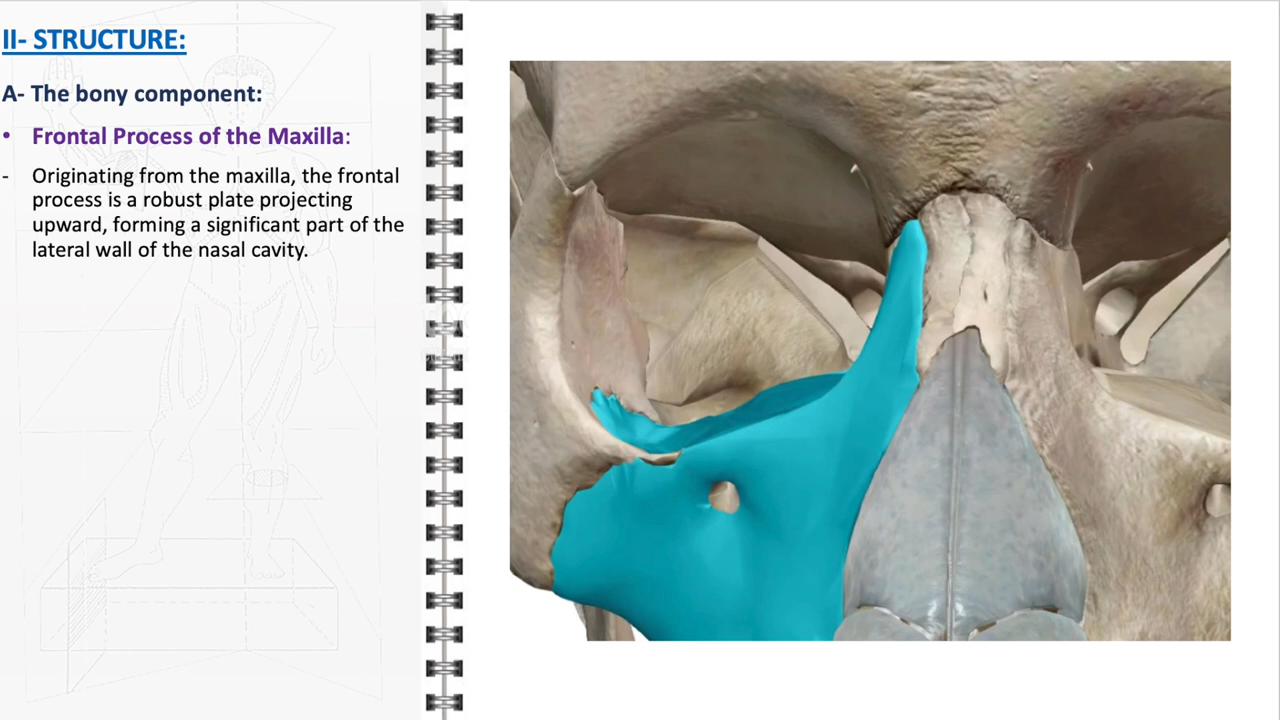 II- STRUCTURE:
A- The bony component:
• Frontal Process of the Maxilla:
- Originating from the maxilla, the frontal
process is a robust plate projecting
upward, forming a significant part of the
lateral wall of the nasal cavity.